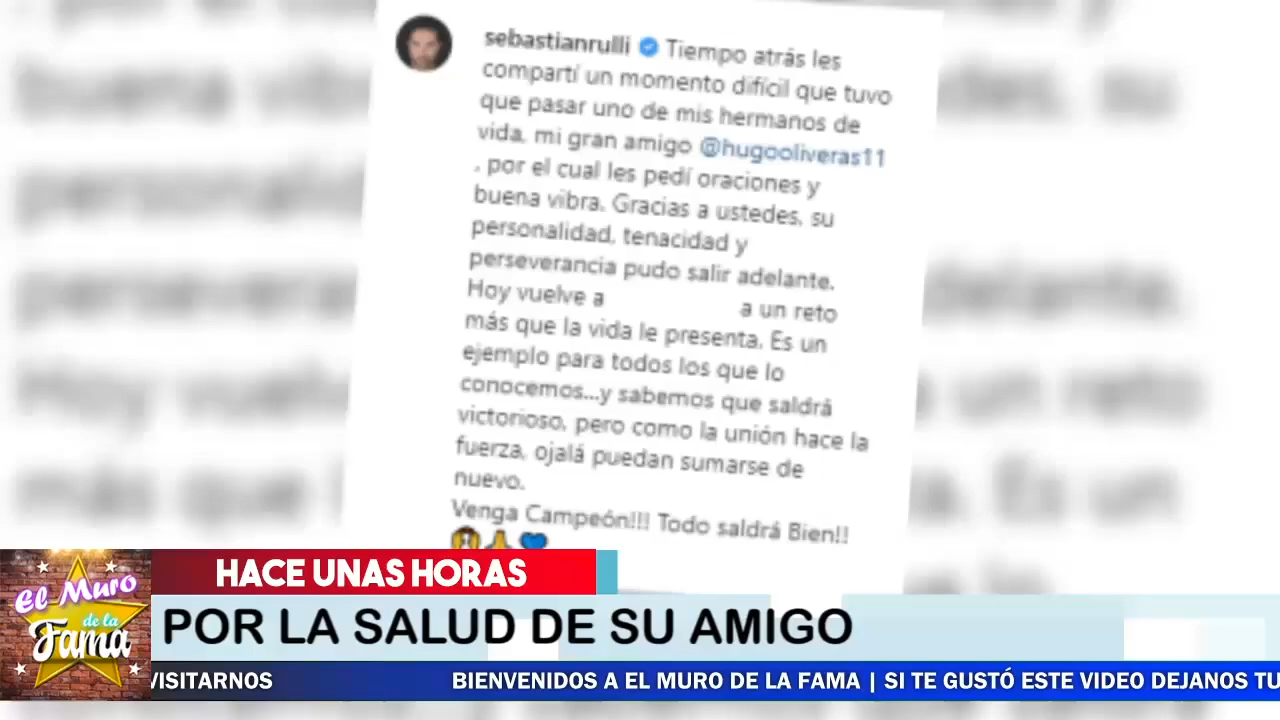 sebastianrulli Tiempo atrás les
compartí un momento difícil que tuvo
que pasar uno de mis hermanos de
vida, mi gran amigo @hugooliveras11
, por el cual les pedí oraciones y
buena vibra. Gracias a ustedes, su
personalidad, tenacidad y
perseverancia pudo salir adelante.
Hoy vuelve a a un reto
más que la vida le presenta. Es un
ejemplo para todos los que lo
conocemos...y sabemos que saldrá
victorioso, pero como la unión hace la
fuerza, ojalá puedan sumarse de
nuevo.
Venga Campeón!!! Todo saldrá Bien!!
El Muro
de la
Fama
HACE UNAS HORAS
POR LA SALUD DE SU AMIGO
VISITARNOS BIENVENIDOS A EL MURO DE LA FAMA | SI TE GUSTÓ ESTE VIDEO DEJANOS TU